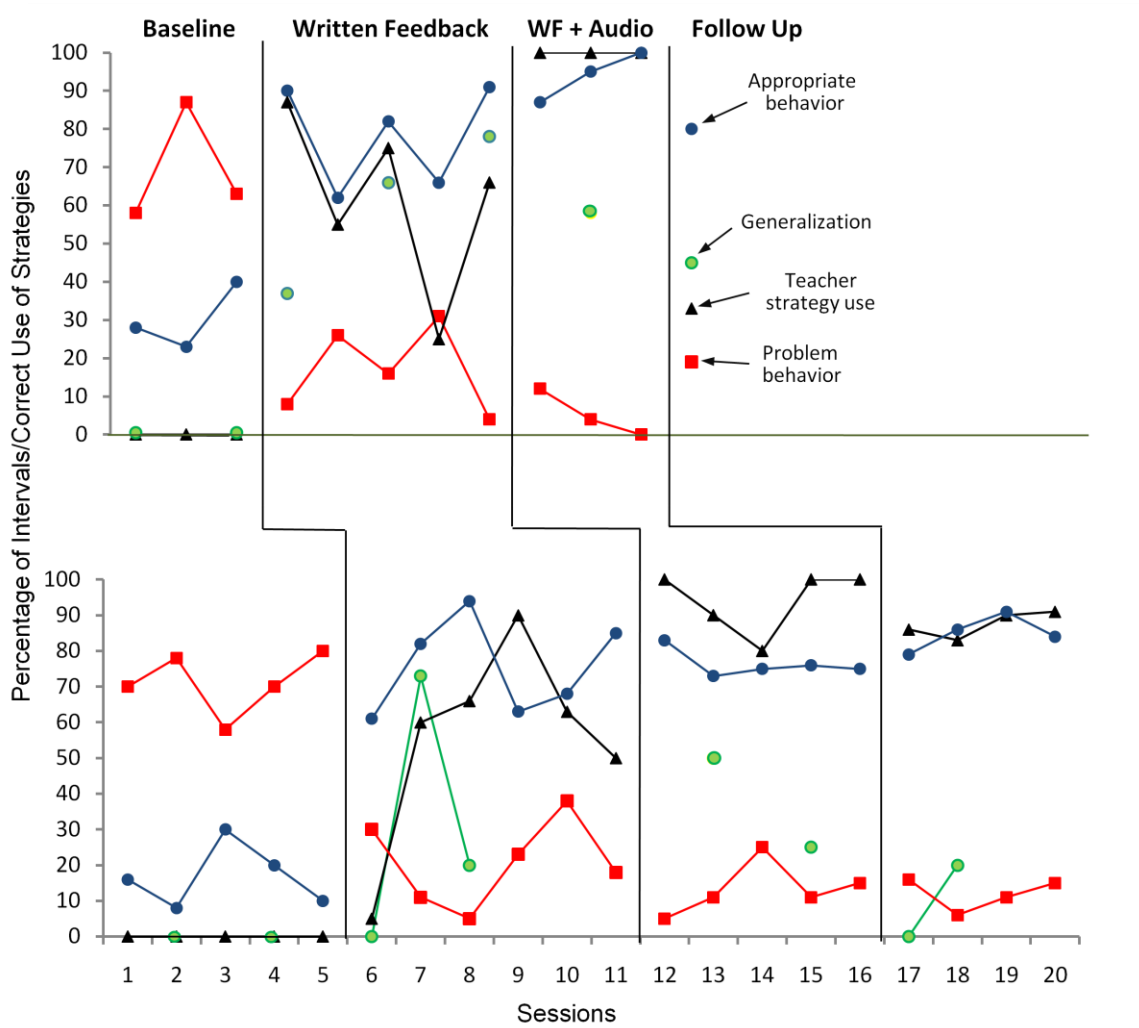 Baseline
Written Feedback
WF + Audio
Follow Up
Percentage of Intervals/Correct Use of Strategies
100
90
80
70
60
50
40
30
20
10
0
Appropriate
behavior
Generalization
Teacher
strategy use
Problem
behavior
100
90
80
70
60
50
40
30
20
10
0
1 2 3 4 5 6 7 8 9 10 11 12 13 14 15 16 17 18 19 20
Sessions